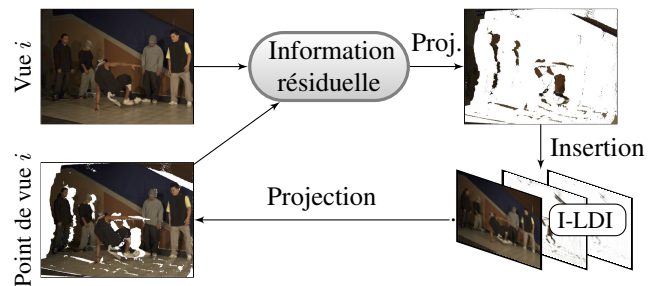 Vue i
Information
résiduelle
Proj.
Insertion
Point de vue i
Projection
I-LDI